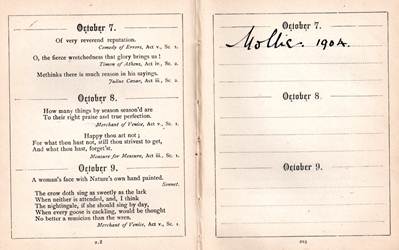 October 7.
Of very reverend reputation.
Comedy of Errors, Act v., Sc. 1.
O, the fierce wretchedness that glory brings us!
Timon of Athens, Act iv., Sc. 2.
Methinks there is much reason in his sayings.
Julius Cæsar, Act iii., Sc. 2.
October 8.
How many things by season season'd are
To their right praise and true perfection.
Merchant of Venice, Act v., Sc. 1.
Happy thou art not;
For what thou hast not, still thou strivest to get,
And what thou hast, forget'st.
Measure for Measure, Act iii., Sc. 1.
October 9.
A woman's face with Nature's own hand painted.
Sonnet.
The crow doth sing as sweetly as the lark
When neither is attended, and, I think
The nightingale, if she should sing by day,
When every goose is cackling, would be thought
No better a musician than the wren.
Merchant of Venice, Act v., Sc. 1.
October 7.
Mollie. 1904.
October 8.
October 9.